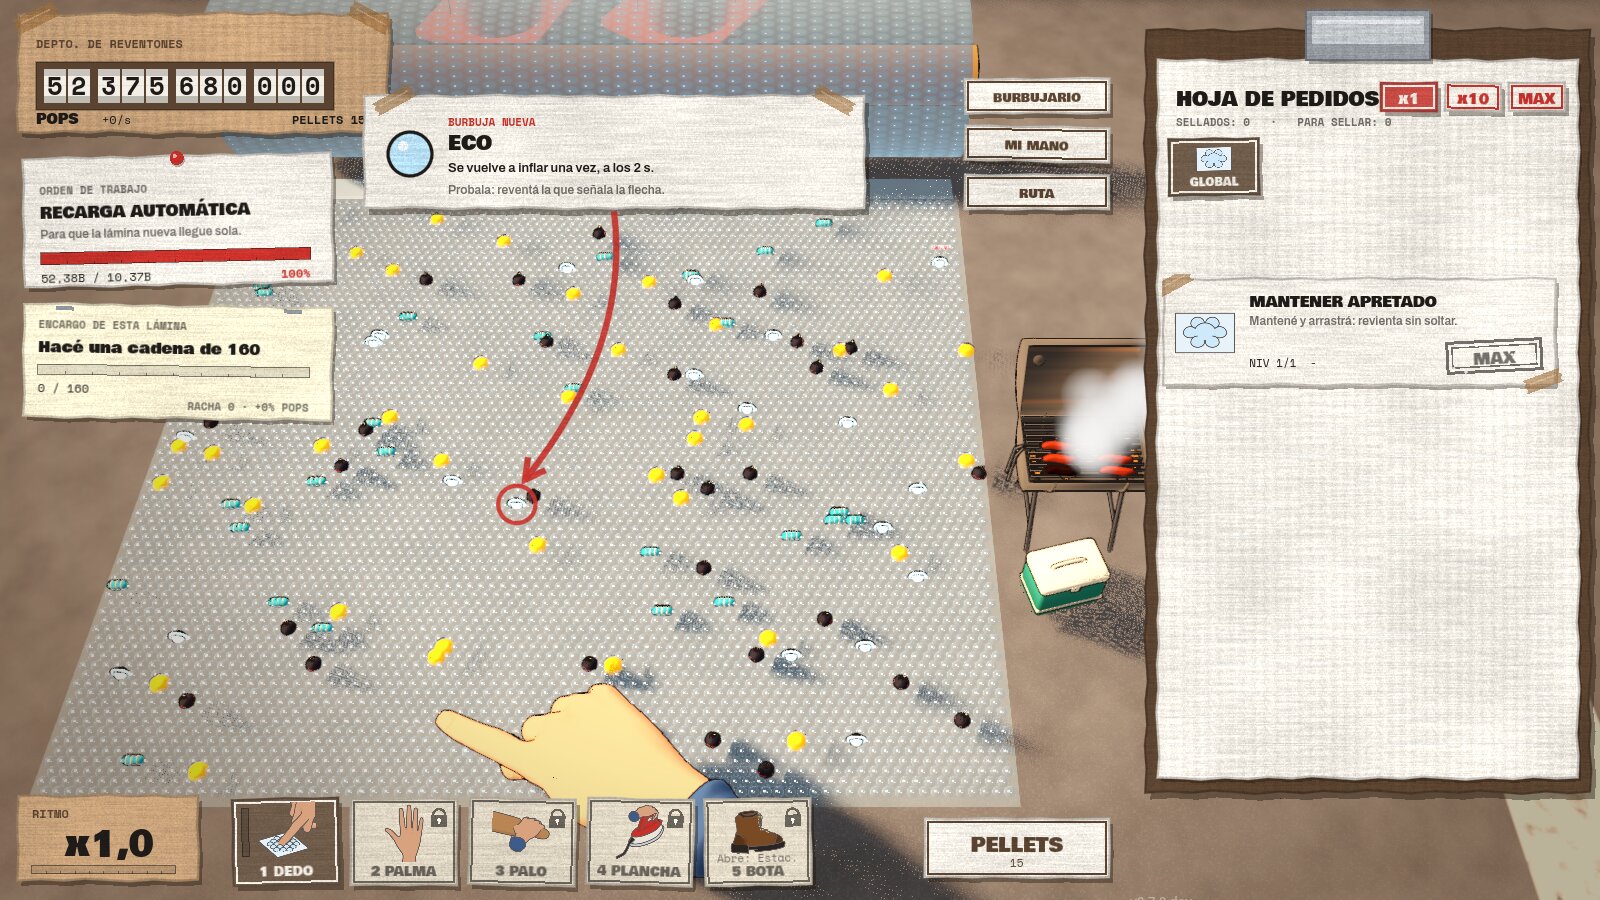 DEPTO. DE REVENTONES
52 375 680 000
POPS +0/s PELLETS 15
ORDEN DE TRABAJO
RECARGA AUTOMÁTICA
Para que la lámina nueva llegue sola.
52.38B / 10.37B 100%
ENCARGO DE ESTA LÁMINA
Hacé una cadena de 160
0 / 160
RACHA 0 · +0% POPS
BURBUJA NUEVA
ECO
Se vuelve a inflar una vez, a los 2 s.
Probala: reventá la que señala la flecha.
BURBUJARIO
MI MANO
RUTA
HOJA DE PEDIDOS x1 x10 MAX
SELLADOS: 0 · PARA SELLAR: 0
GLOBAL
MANTENER APRETADO
Mantené y arrastrá: revienta sin soltar.
NIV 1/1 -
MAX
RITMO
x1,0
1 DEDO
2 PALMA
3 PALO
4 PLANCHA
Abre: Estac.
5 BOTA
PELLETS
15